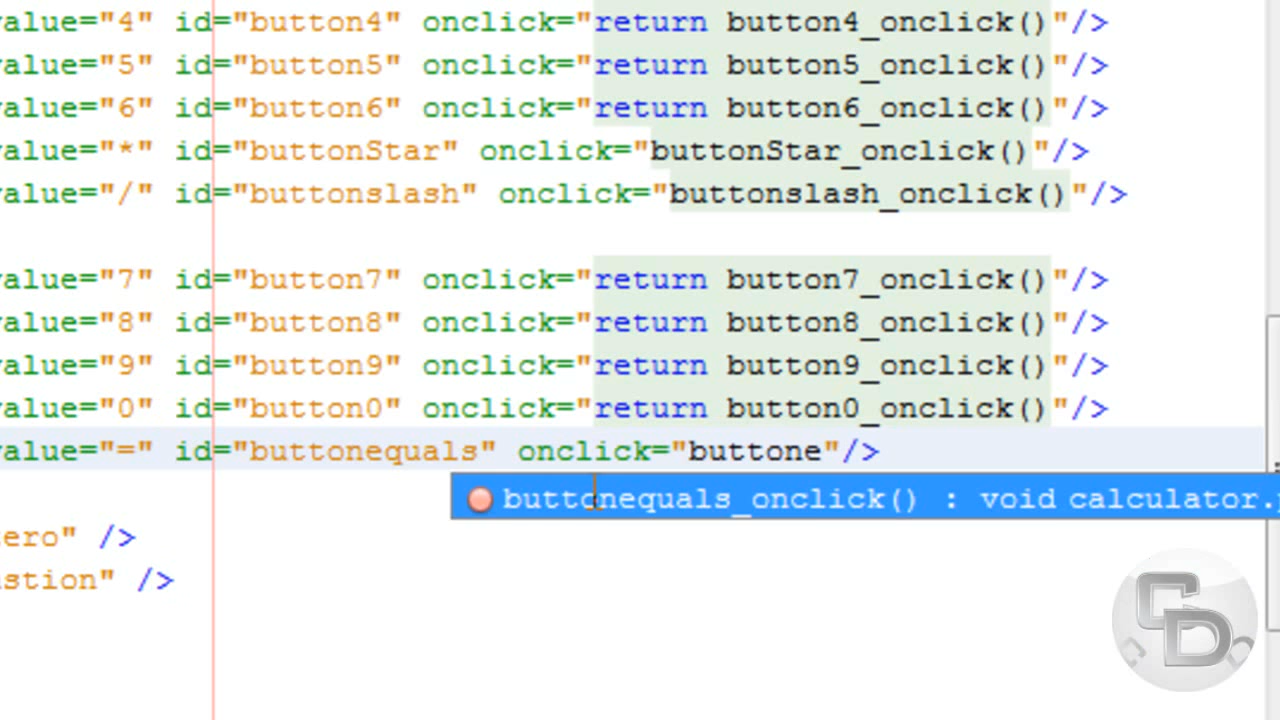 value="4" id="button4" onclick="return button4_onclick()"/>
value="5" id="button5" onclick="return button5_onclick()"/>
value="6" id="button6" onclick="return button6_onclick()"/>
value="*" id="buttonStar" onclick="buttonStar_onclick()"/>
value="/" id="buttonslash" onclick="buttonslash_onclick()"/>
value="7" id="button7" onclick="return button7_onclick()"/>
value="8" id="button8" onclick="return button8_onclick()"/>
value="9" id="button9" onclick="return button9_onclick()"/>
value="0" id="button0" onclick="return button0_onclick()"/>
value="=" id="buttonequals" onclick="buttone"/>
buttonequals_onclick() : void calculator.
ero" />
stion" />
CD